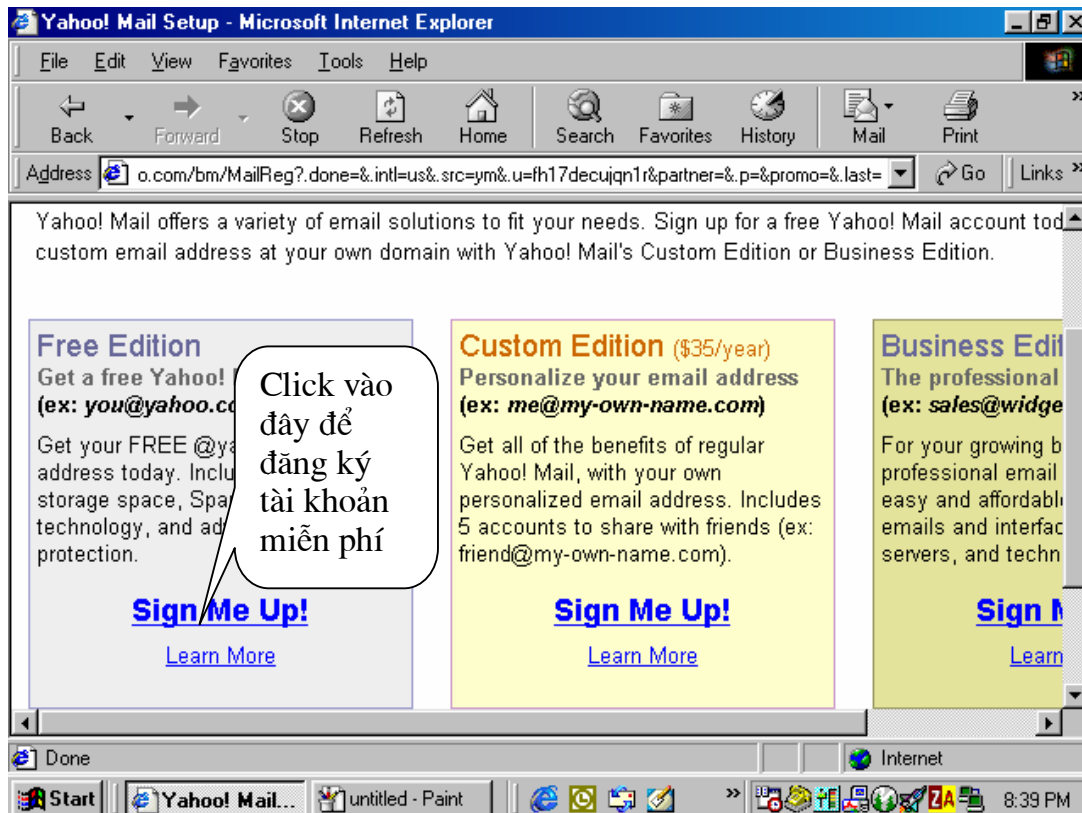 Yahoo! Mail Setup - Microsoft Internet Explorer
File Edit View Favorites Tools Help
Back Forward Stop Refresh Home Search Favorites History Mail Print
Address o.com/bm/MailReg?.done=&.intl=us&.src=ym&.u=fh17decujqn1r&partner=&.p=&promo=&.last= Go Links
Yahoo! Mail offers a variety of email solutions to fit your needs. Sign up for a free Yahoo! Mail account tod
custom email address at your own domain with Yahoo! Mail's Custom Edition or Business Edition.
Free Edition
Get a free Yahoo!
(ex: you@yahoo.co
Get your FREE @ya
address today. Inclu
storage space, Spa
technology, and ad
protection.
Sign Me Up!
Learn More
Click vào
đây để
đăng ký
tài khoản
miễn phí
Custom Edition ($35/year)
Personalize your email address
(ex: me@my-own-name.com)
Get all of the benefits of regular
Yahoo! Mail, with your own
personalized email address. Includes
5 accounts to share with friends (ex:
friend@my-own-name.com).
Sign Me Up!
Learn More
Business Edit
The professional
(ex: sales@widge
For your growing b
professional email
easy and affordabl
emails and interfac
servers, and techn
Sign M
Learn
Done Internet
Start Yahoo! Mail... untitled - Paint 8:39 PM